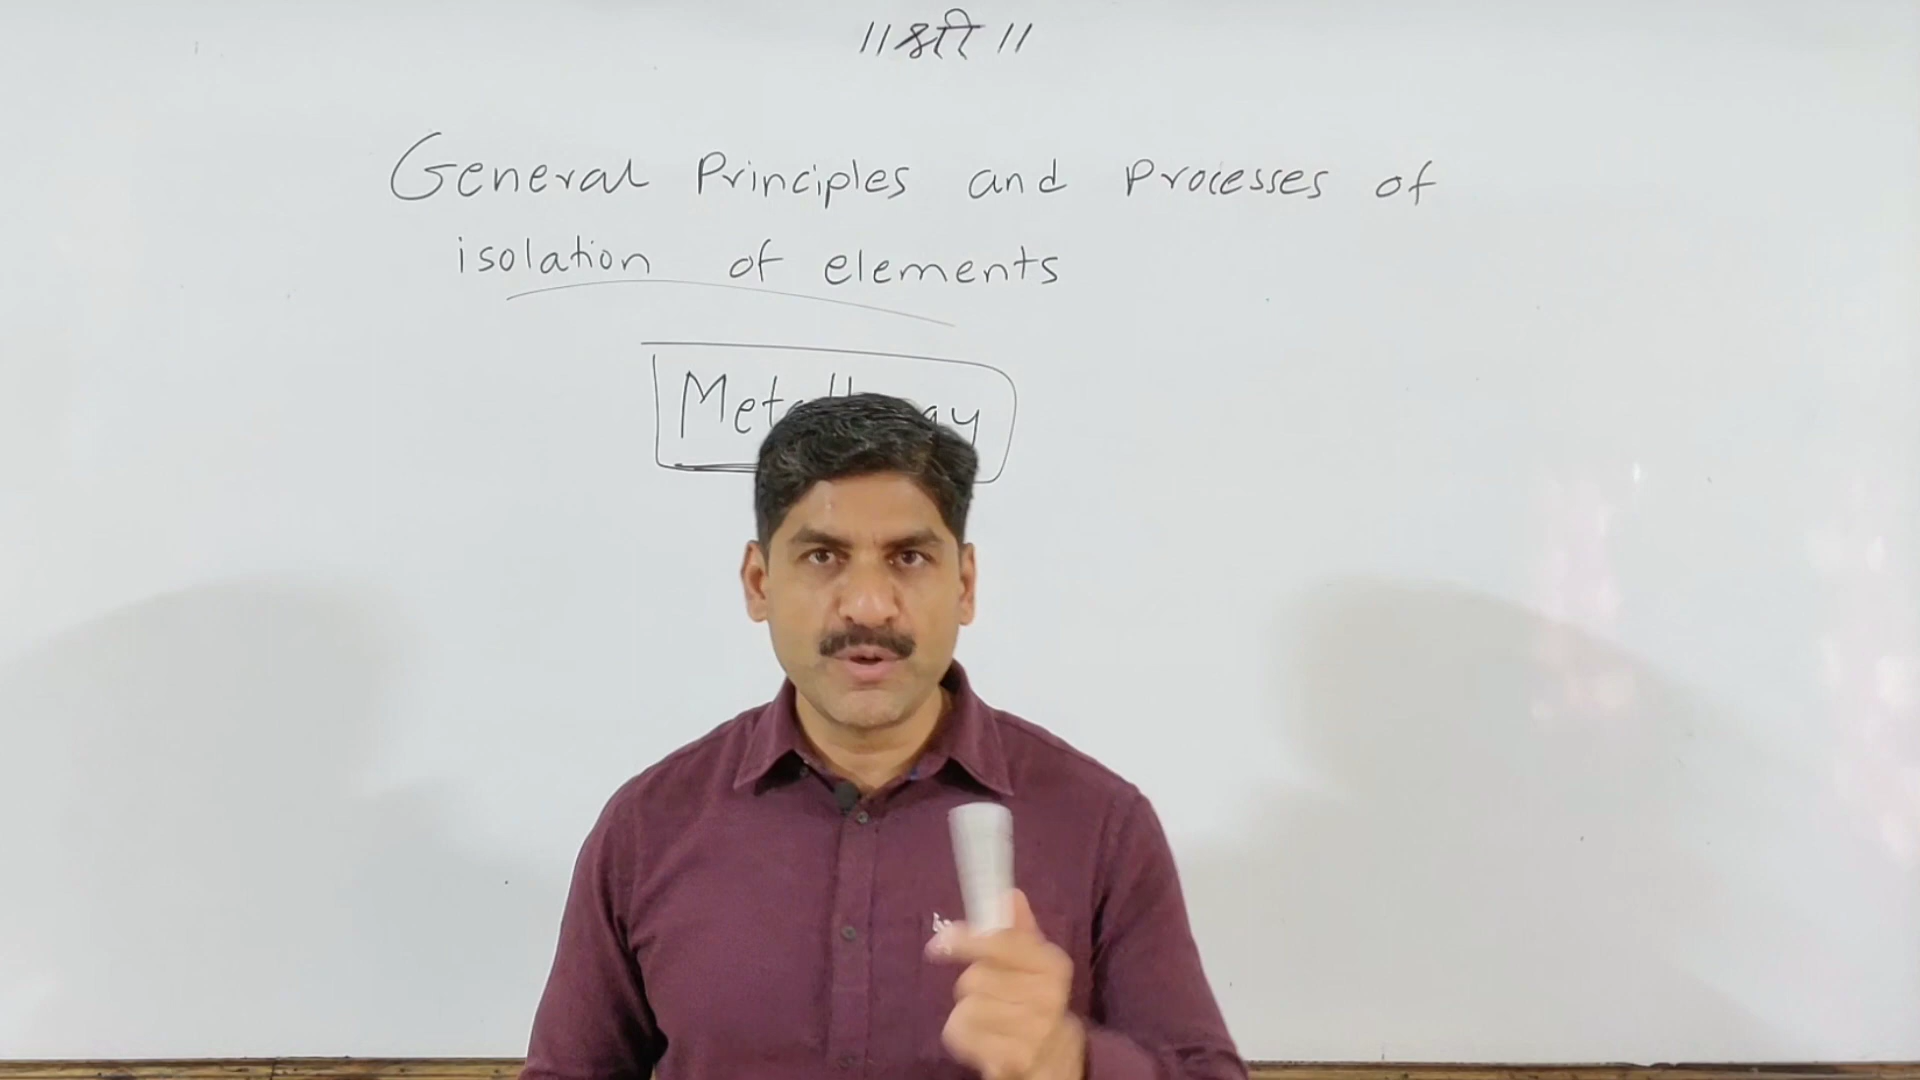 ॥ श्री ॥
General Principles and Processes of
isolation of elements